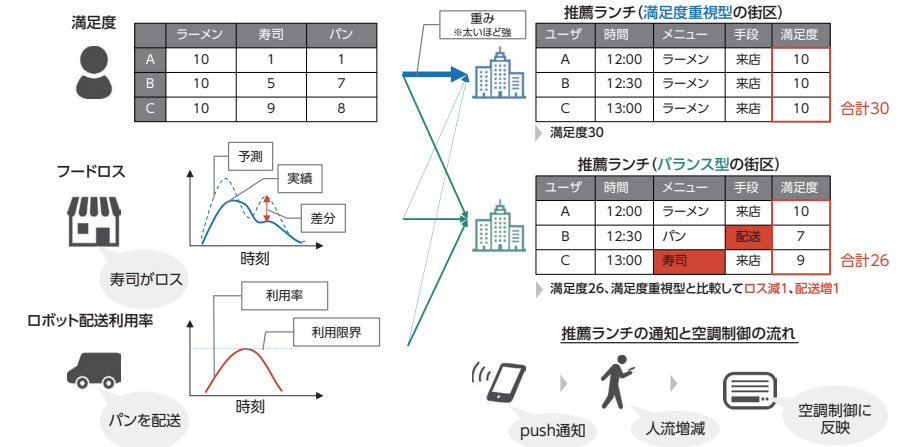 満足度
ラーメン 寿司 パン
A 10 1 1
B 10 5 7
C 10 9 8
フードロス
予測
実績
差分
時刻
寿司がロス
ロボット配送利用率
利用率
利用限界
時刻
パンを配送
重み
※太いほど強
推薦ランチ(満足度重視型の街区)
ユーザ 時間 メニュー 手段 満足度
A 12:00 ラーメン 来店 10
B 12:30 ラーメン 来店 10
C 13:00 ラーメン 来店 10
合計30
満足度30
推薦ランチ(バランス型の街区)
ユーザ 時間 メニュー 手段 満足度
A 12:00 ラーメン 来店 10
B 12:30 パン 配送 7
C 13:00 寿司 来店 9
合計26
満足度26、満足度重視型と比較してロス減1、配送増1
推薦ランチの通知と空調制御の流れ
push通知
人流増減
空調制御に
反映